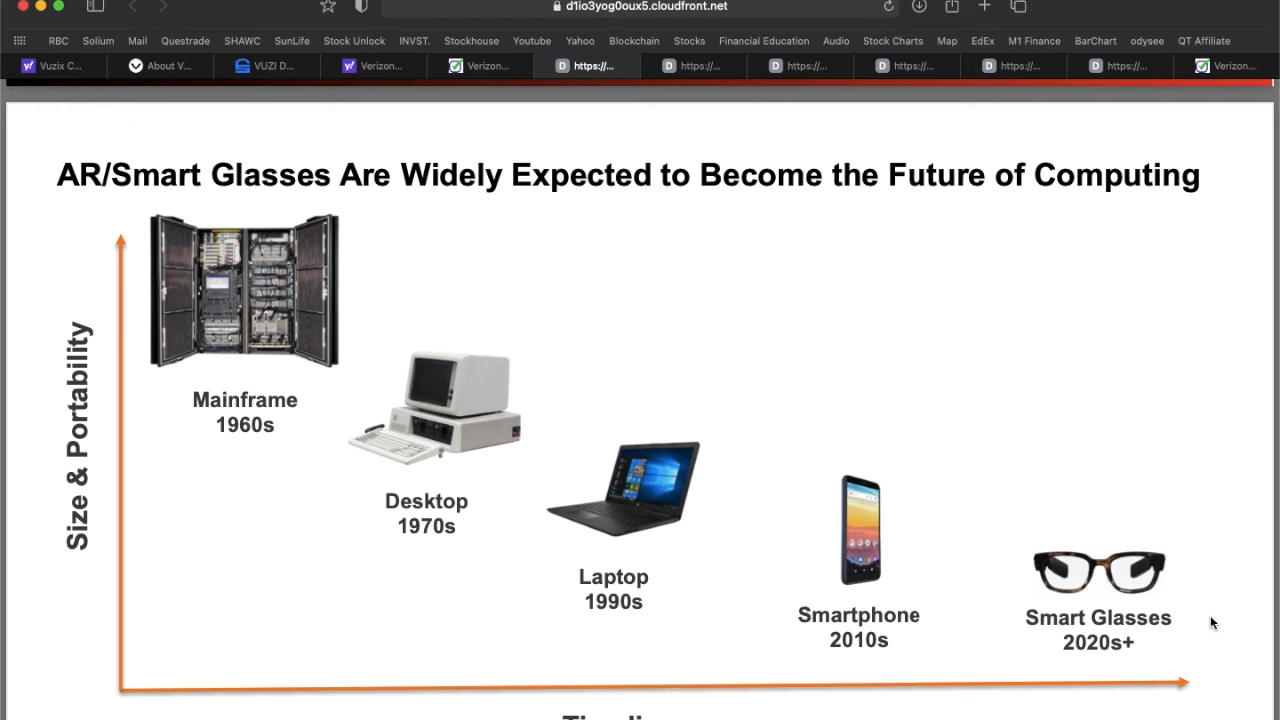 d1io3yog0oux5.cloudfront.net
RBC Solium Mail Questrade SHAWC SunLife Stock Unlock INVST. Stockhouse Youtube Yahoo Blockchain Stocks Financial Education Audio Stock Charts Map EdEx M1 Finance BarChart odysee QT Affiliate
Vuzix C... About V... VUZI D... Verizon... Verizon... https://... https://... https://... https://... https://... https://... Verizon...
AR/Smart Glasses Are Widely Expected to Become the Future of Computing
Size & Portability
Mainframe
1960s
Desktop
1970s
Laptop
1990s
Smartphone
2010s
Smart Glasses
2020s+